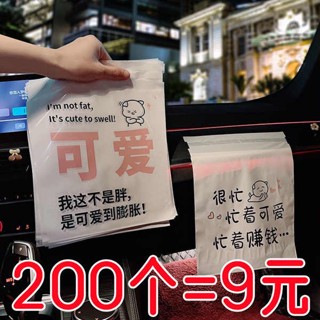 I'm not fat,
It's cute to swell!
可爱
我这不是胖,
是可爱到膨胀!
很忙
忙着可爱
忙着赚钱...
200个=9元